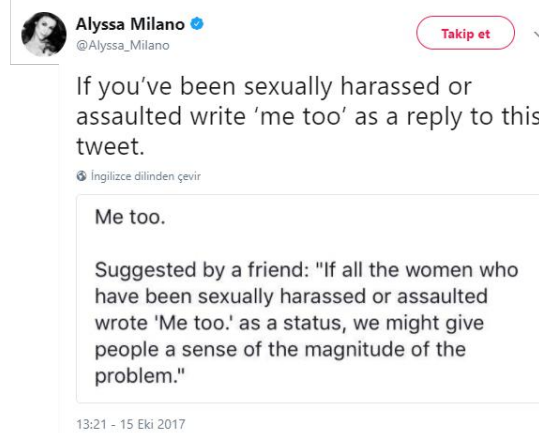 Alyssa Milano
@Alyssa_Milano
Takip et
If you’ve been sexually harassed or
assaulted write ‘me too’ as a reply to this
tweet.
İngilizce dilinden çevir
Me too.
Suggested by a friend: "If all the women who
have been sexually harassed or assaulted
wrote 'Me too.' as a status, we might give
people a sense of the magnitude of the
problem."
13:21 - 15 Eki 2017